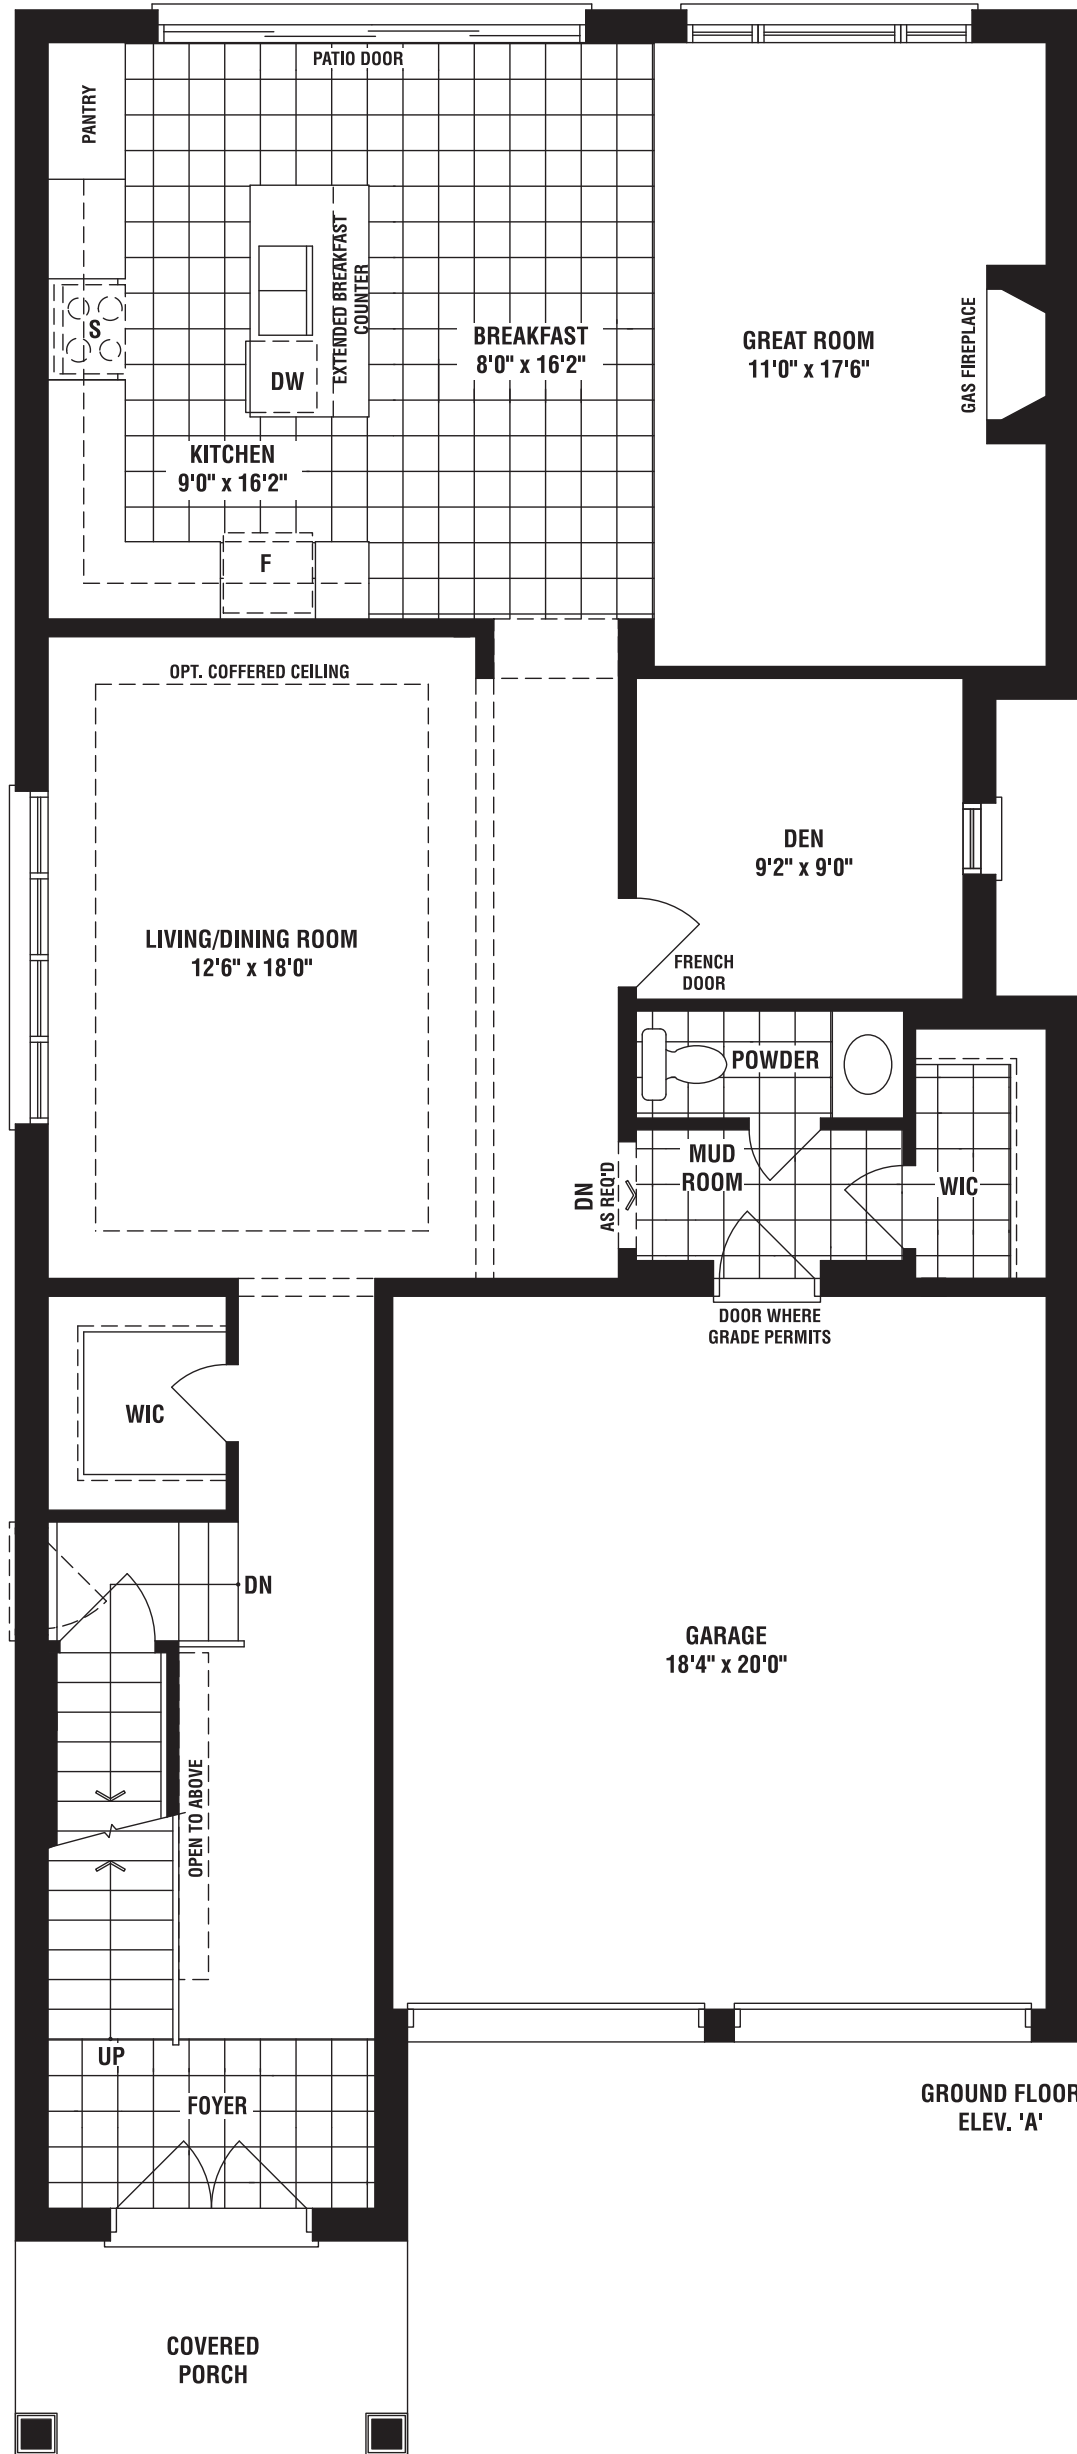 PATIO DOOR
PANTRY
EXTENDED BREAKFAST
COUNTER
S
DW
BREAKFAST
8'0" x 16'2"
GREAT ROOM
11'0" x 17'6"
GAS FIREPLACE
KITCHEN
9'0" x 16'2"
F
OPT. COFFERED CEILING
DEN
9'2" x 9'0"
LIVING/DINING ROOM
12'6" x 18'0"
FRENCH
DOOR
POWDER
MUD
ROOM
WIC
DN
AS REQ'D
DOOR WHERE
GRADE PERMITS
WIC
DN
GARAGE
18'4" x 20'0"
OPEN TO ABOVE
UP
FOYER
GROUND FLOOR
ELEV. 'A'
COVERED
PORCH